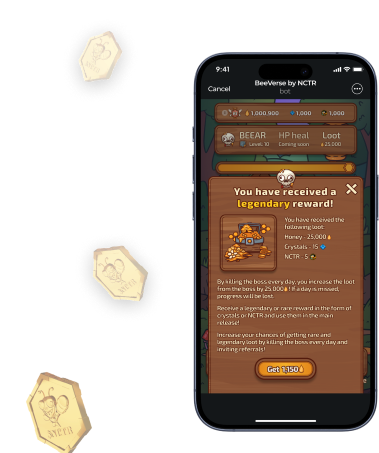 9:41
Cancel
BeeVerse by NCTR
bot
1,000,900
1,000
1,000
BEEAR
HP heal
Loot
Level: 10
Coming soon
25,000
You have received a
legendary reward!
You have received the
following loot:
Honey - 25,000
Crystals - 15
NCTR - 5
By killing the boss every day, you increase the loot
from the boss by 25,000! If a day is missed,
progress will be lost.
Receive a legendary or rare reward in the form of
crystals or NCTR and use them in the main
release!
Increase your chances of getting rare and
legendary loot by killing the boss every day and
inviting referrals!
Get 1,150